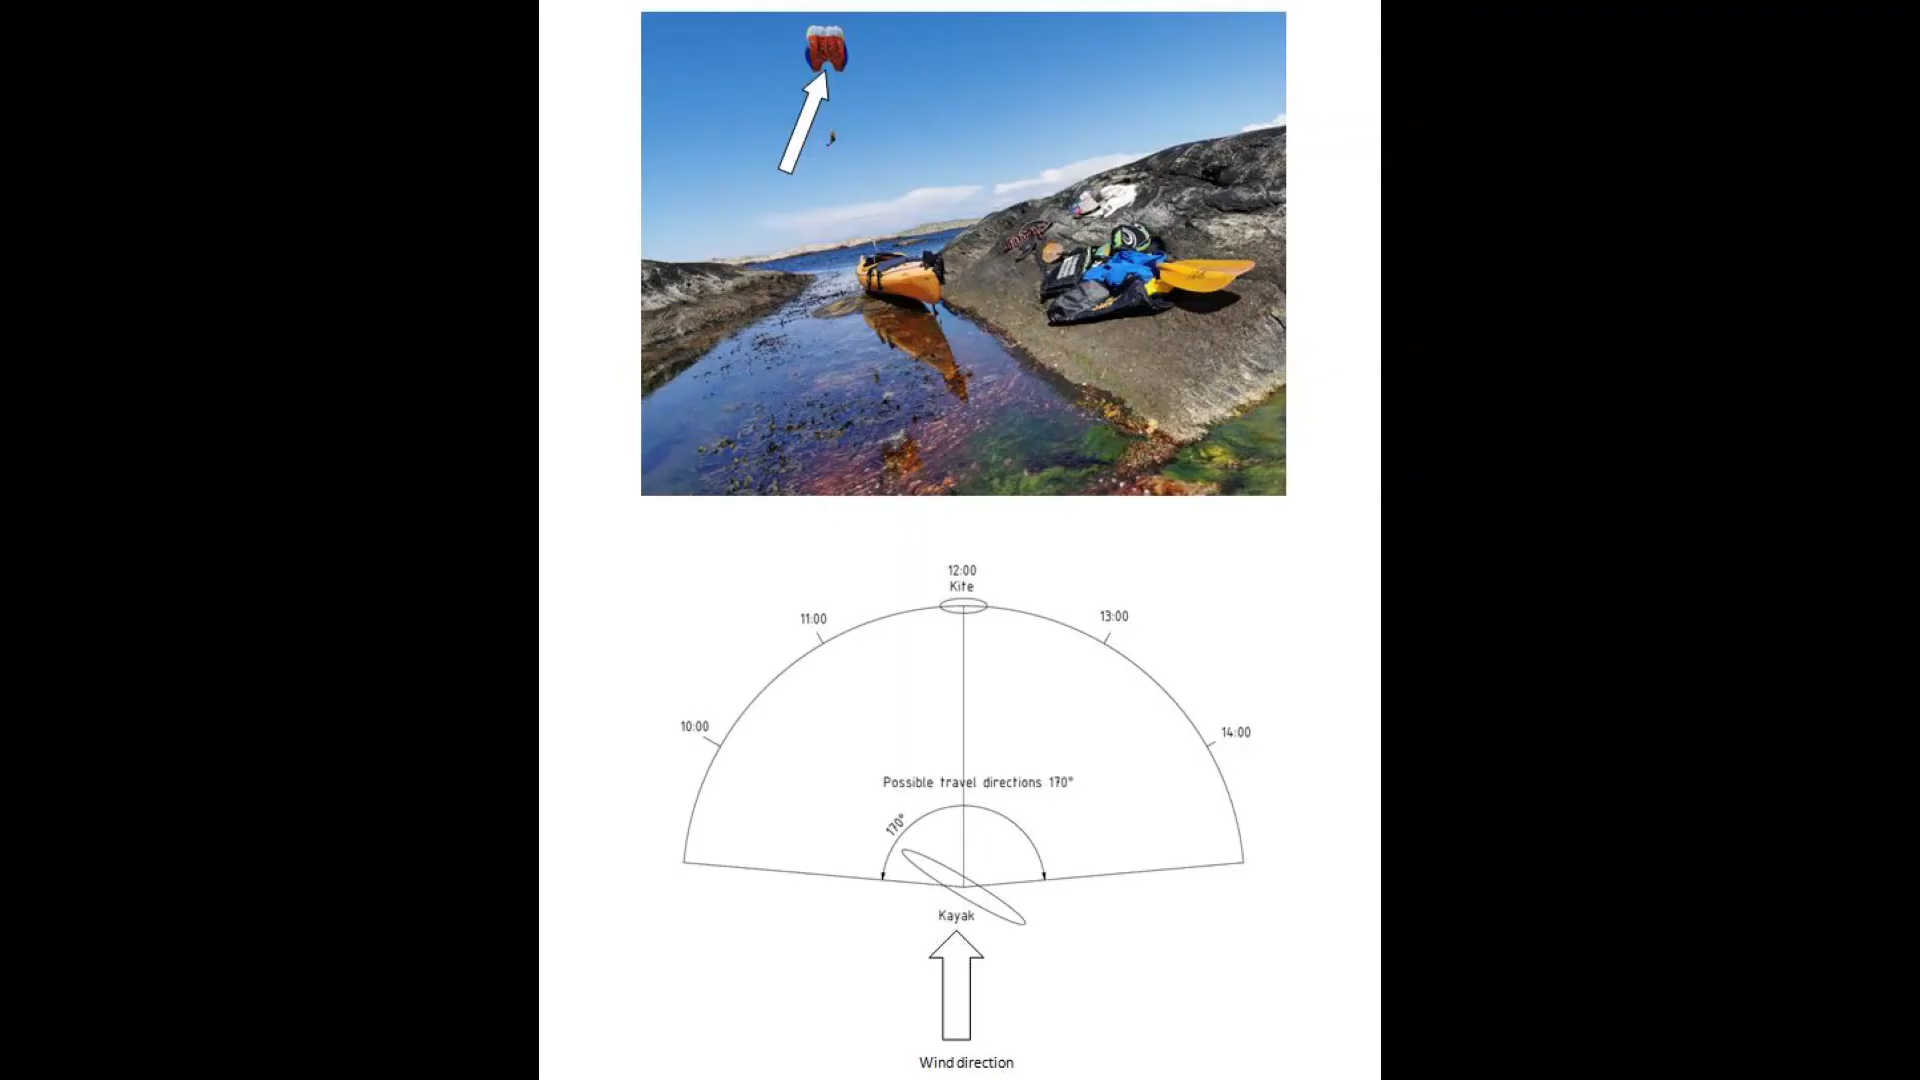 12:00
Kite
11:00
13:00
10:00
14:00
Possible travel directions 170°
170°
Kayak
Wind direction